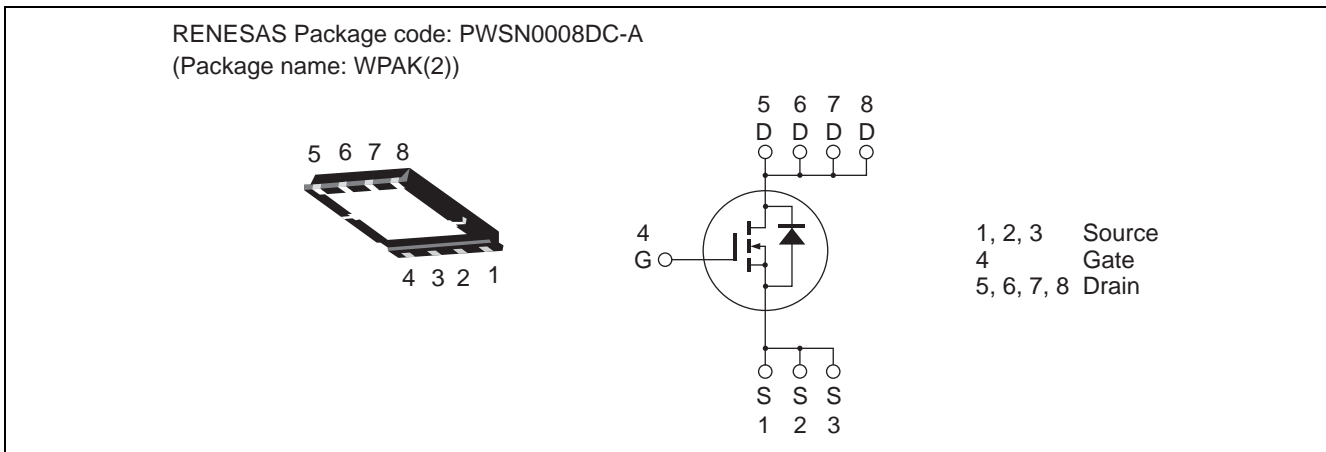 RENESAS Package code: PWSN0008DC-A
(Package name: WPAK(2))
5 6 7 8
D D D D
5 6 7 8
4
G
4 3 2 1
1, 2, 3 Source
4 Gate
5, 6, 7, 8 Drain
S S S
1 2 3